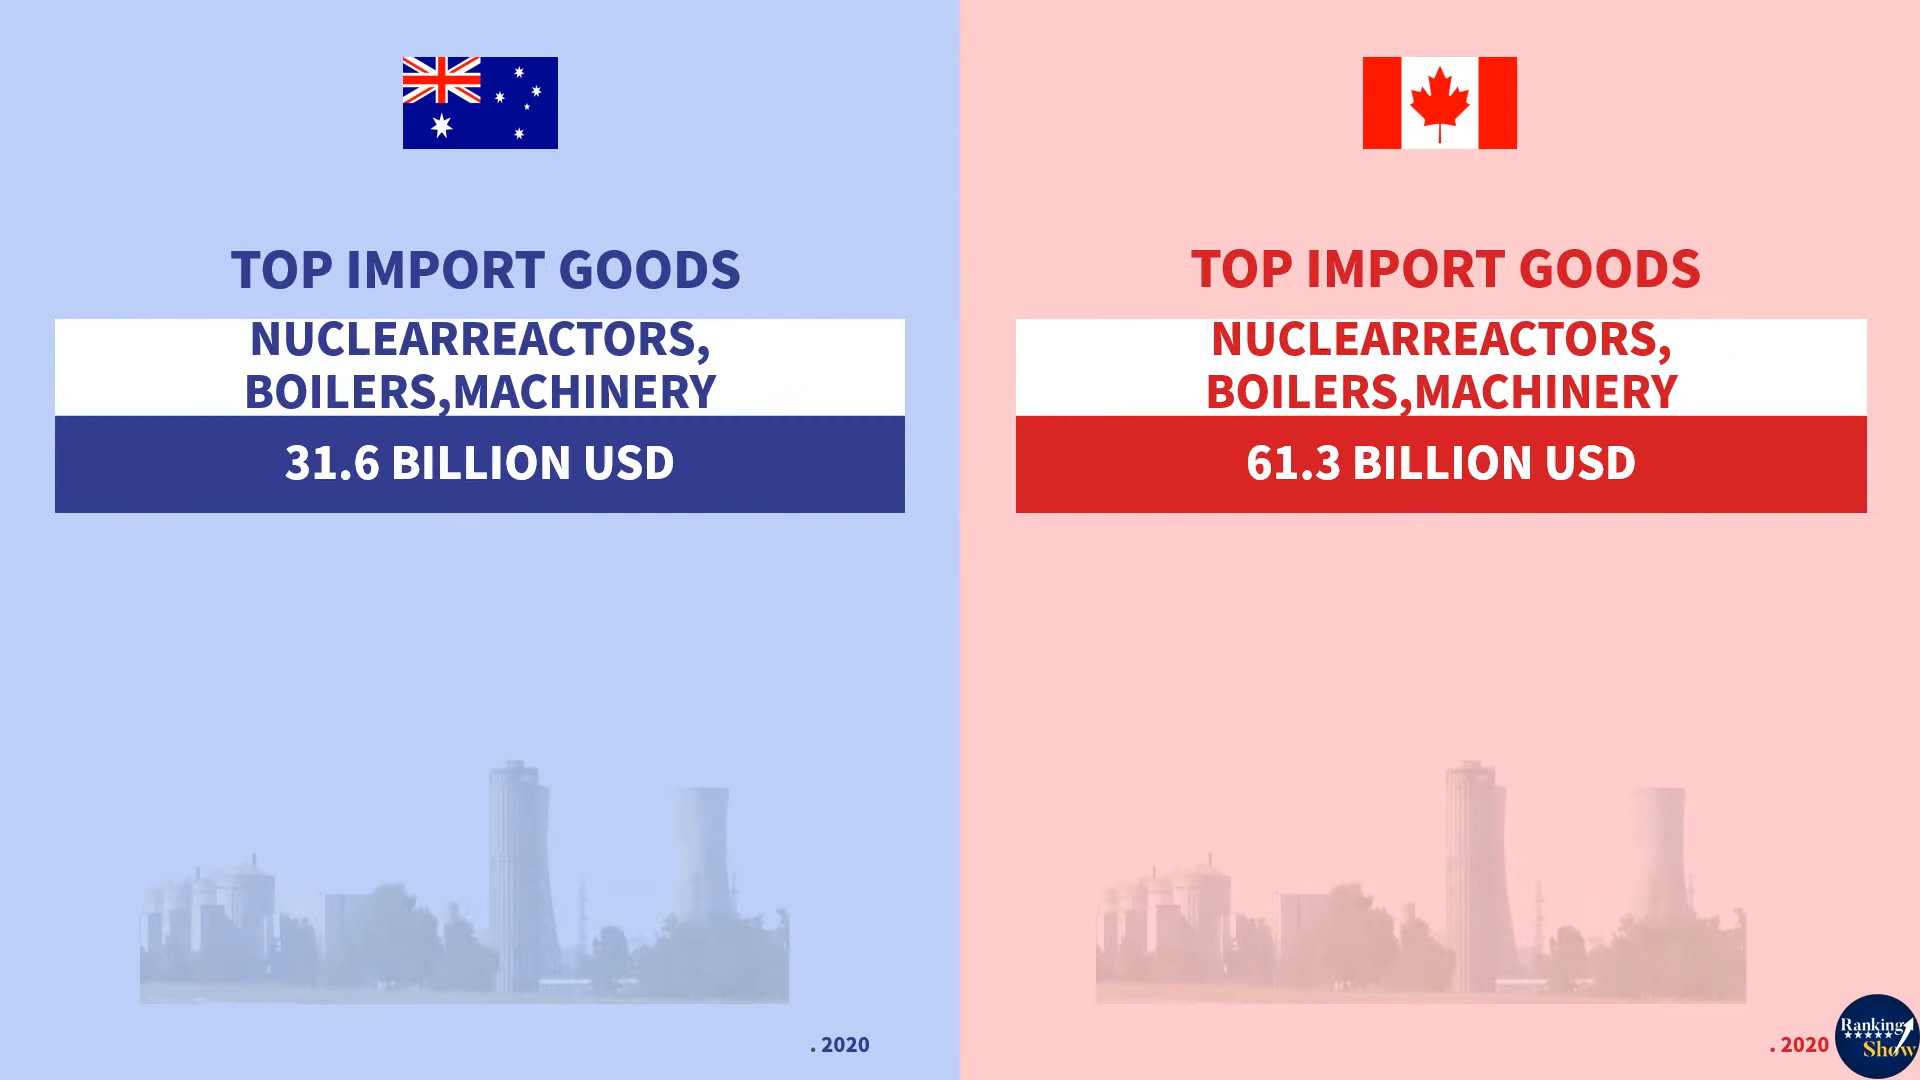 TOP IMPORT GOODS
NUCLEARREACTORS,
BOILERS,MACHINERY
31.6 BILLION USD
. 2020
TOP IMPORT GOODS
NUCLEARREACTORS,
BOILERS,MACHINERY
61.3 BILLION USD
. 2020
Ranking
Show